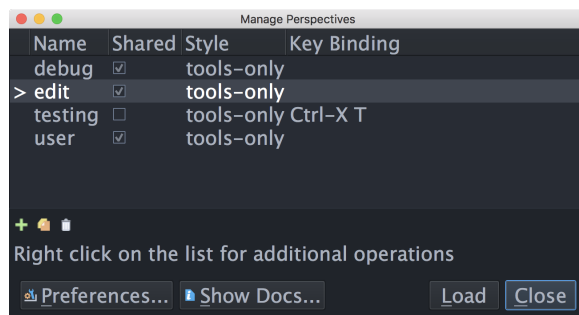 Manage Perspectives
Name Shared Style Key Binding
debug tools-only
> edit tools-only
testing tools-only Ctrl-X T
user tools-only
Right click on the list for additional operations
Preferences... Show Docs... Load Close